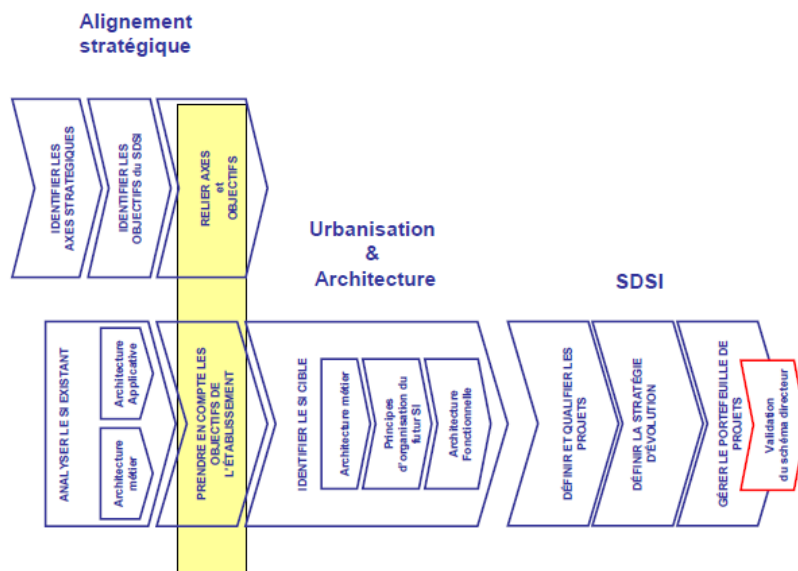 Alignement
stratégique
IDENTIFIER LES
AXES STRATEGIQUES
IDENTIFIER LES
OBJECTIFS du SDSI
RELIER AXES
et
OBJECTIFS
Urbanisation
&
Architecture
SDSI
ANALYSER LE SI EXISTANT
Architecture
Applicative
Architecture
métier
PRENDRE EN COMPTE LES
OBJECTIFS DE
L'ÉTABLISSEMENT
IDENTIFIER LE SI CIBLE
Architecture métier
Principes
d'organisation du
futur SI
Architecture
Fonctionnelle
DÉFINIR ET QUALIFIER LES
PROJETS
DÉFINIR LA STRATÉGIE
D'ÉVOLUTION
GÉRER LE PORTEFEUILLE DE
PROJETS
Validation
du schéma directeur